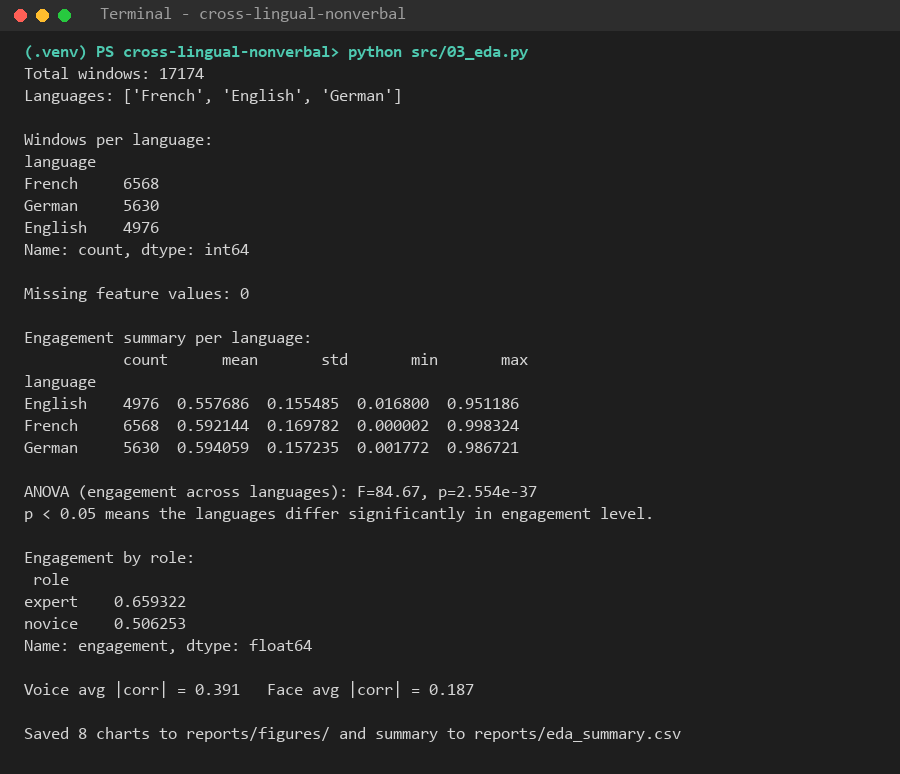 Terminal - cross-lingual-nonverbal
(.venv) PS cross-lingual-nonverbal> python src/03_eda.py
Total windows: 17174
Languages: ['French', 'English', 'German']
Windows per language:
language
French     6568
German     5630
English    4976
Name: count, dtype: int64
Missing feature values: 0
Engagement summary per language:
           count      mean       std       min       max
language
English    4976  0.557686  0.155485  0.016800  0.951186
French     6568  0.592144  0.169782  0.000002  0.998324
German     5630  0.594059  0.157235  0.001772  0.986721
ANOVA (engagement across languages): F=84.67, p=2.554e-37
p < 0.05 means the languages differ significantly in engagement level.
Engagement by role:
 role
expert    0.659322
novice    0.506253
Name: engagement, dtype: float64
Voice avg |corr| = 0.391   Face avg |corr| = 0.187
Saved 8 charts to reports/figures/ and summary to reports/eda_summary.csv